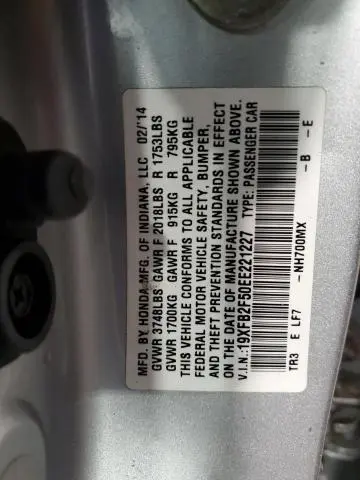 MFD. BY HONDA MFG. OF INDIANA, LLC 02/'14
GVWR 3748LBS GAWR F 2018LBS R 1753LBS
GVWR 1700KG GAWR F 915KG R 795KG
THIS VEHICLE CONFORMS TO ALL APPLICABLE
FEDERAL MOTOR VEHICLE SAFETY, BUMPER,
AND THEFT PREVENTION STANDARDS IN EFFECT
ON THE DATE OF MANUFACTURE SHOWN ABOVE.
V.I.N.:19XFB2F50EE221227 TYPE: PASSENGER CAR
TR3 E LF7 -NH700MX -B -E